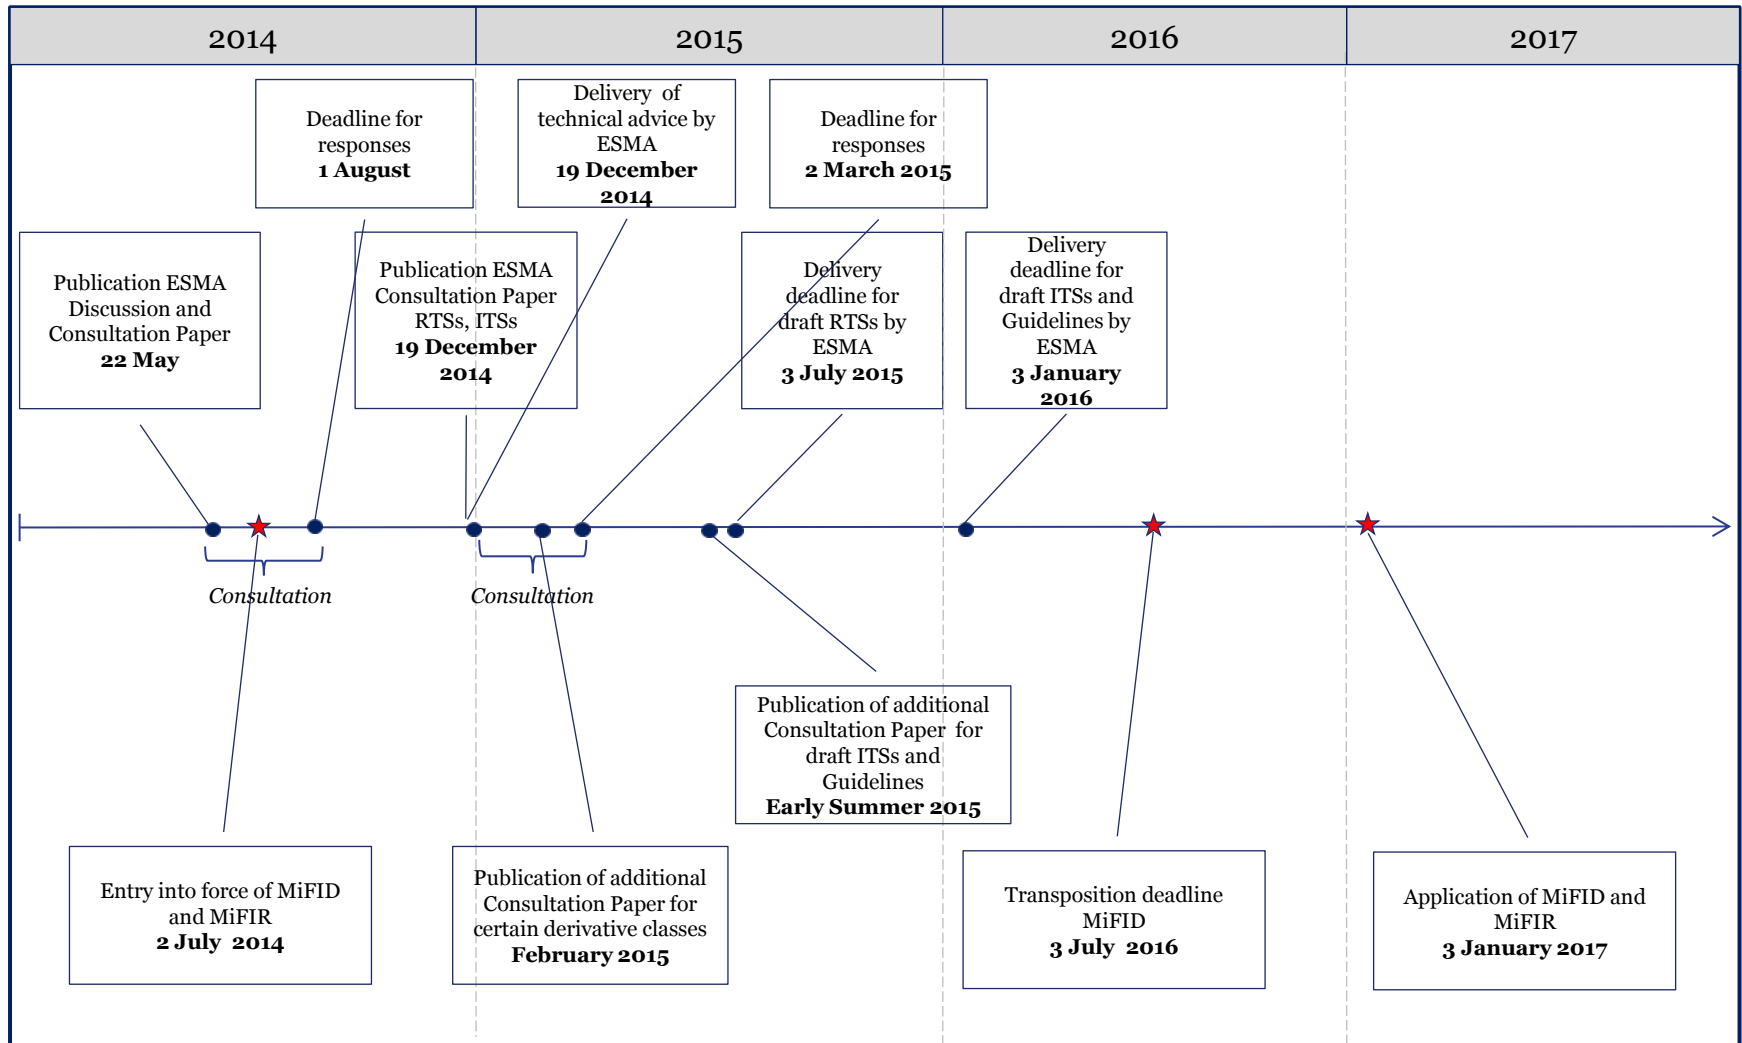 2014
2015
2016
2017
Deadline for
responses
1 August
Delivery of
technical advice by
ESMA
19 December
2014
Deadline for
responses
2 March 2015
Publication ESMA
Discussion and
Consultation Paper
22 May
Publication ESMA
Consultation Paper
RTSs, ITSs
19 December
2014
Delivery
deadline for
draft RTSs by
ESMA
3 July 2015
Delivery
deadline for
draft ITSs and
Guidelines by
ESMA
3 January
2016
Consultation
Consultation
Publication of additional
Consultation Paper for
draft ITSs and
Guidelines
Early Summer 2015
Entry into force of MiFID
and MiFIR
2 July 2014
Publication of additional
Consultation Paper for
certain derivative classes
February 2015
Transposition deadline
MiFID
3 July 2016
Application of MiFID and
MiFIR
3 January 2017